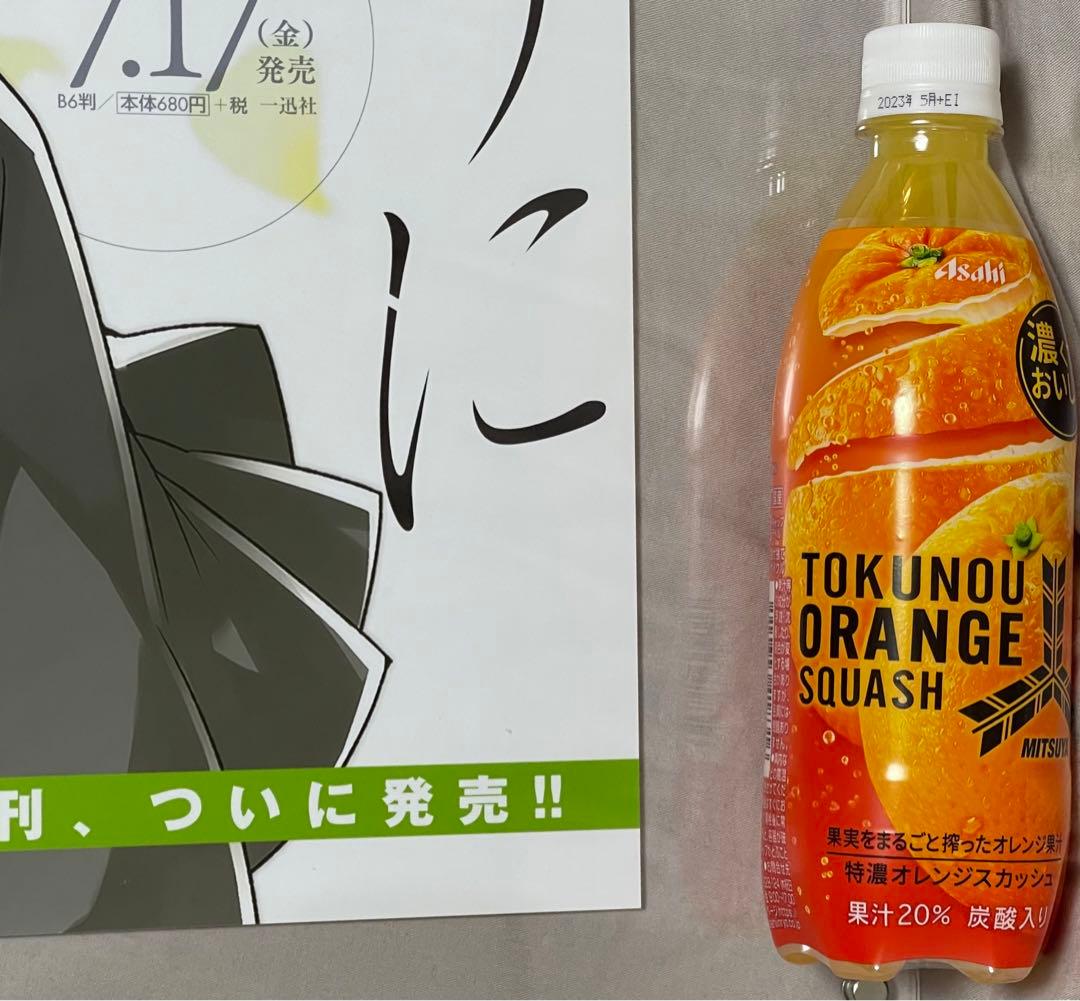 7.17
(金)
発売
B6判／本体680円＋税 一迅社
に
刊、ついに発売!!
2023年 5月+EI
Asahi
濃く
おいし
TOKUNOU
ORANGE
SQUASH
MITSUYA
果実をまるごと搾ったオレンジ果汁
特濃オレンジスカッシュ
果汁20% 炭酸入り